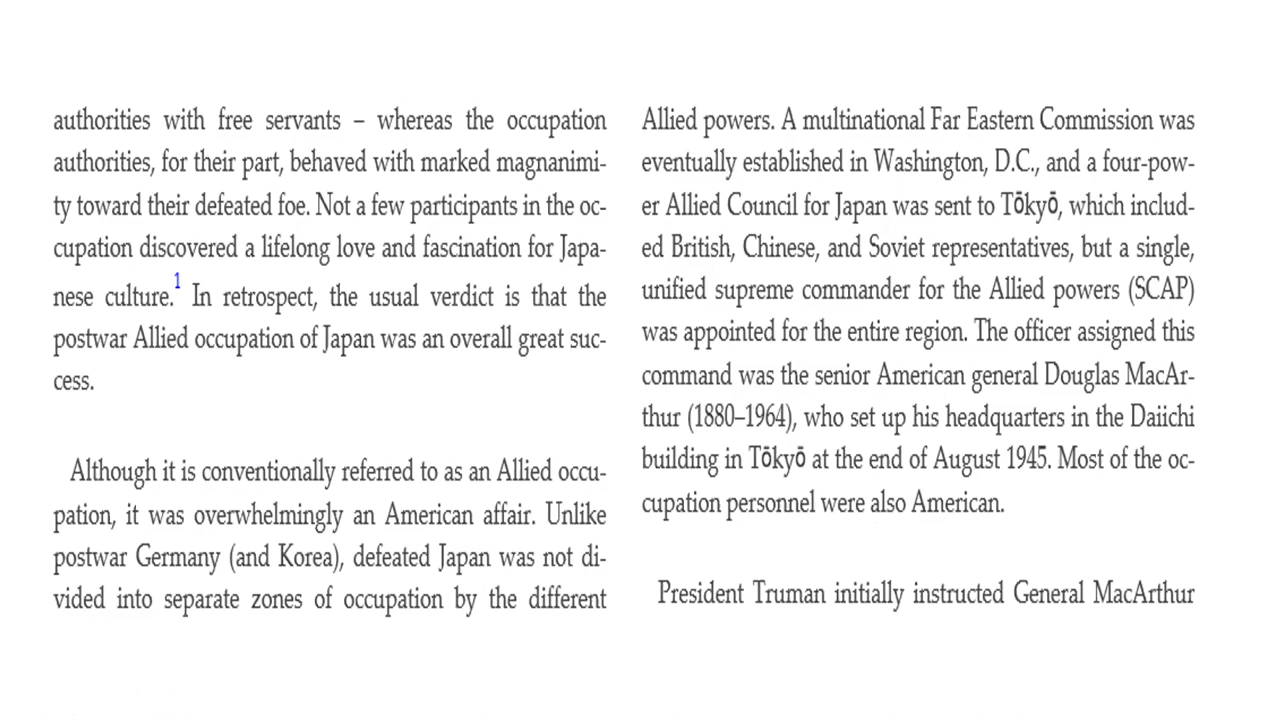 authorities with free servants – whereas the occupation
authorities, for their part, behaved with marked magnanimi-
ty toward their defeated foe. Not a few participants in the oc-
cupation discovered a lifelong love and fascination for Japa-
nese culture.1 In retrospect, the usual verdict is that the
postwar Allied occupation of Japan was an overall great suc-
cess.
Although it is conventionally referred to as an Allied occu-
pation, it was overwhelmingly an American affair. Unlike
postwar Germany (and Korea), defeated Japan was not di-
vided into separate zones of occupation by the different
Allied powers. A multinational Far Eastern Commission was
eventually established in Washington, D.C., and a four-pow-
er Allied Council for Japan was sent to Tōkyō, which includ-
ed British, Chinese, and Soviet representatives, but a single,
unified supreme commander for the Allied powers (SCAP)
was appointed for the entire region. The officer assigned this
command was the senior American general Douglas MacAr-
thur (1880–1964), who set up his headquarters in the Daiichi
building in Tōkyō at the end of August 1945. Most of the oc-
cupation personnel were also American.
President Truman initially instructed General MacArthur